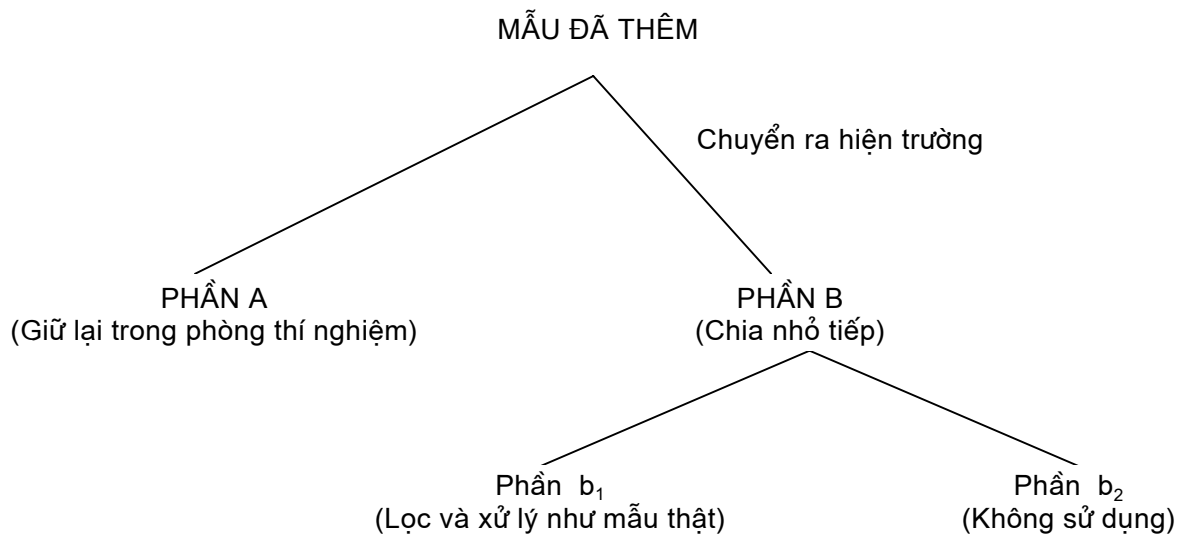 MẪU ĐÃ THÊM
Chuyển ra hiện trường
PHẦN A
(Giữ lại trong phòng thí nghiệm)
PHẦN B
(Chia nhỏ tiếp)
Phần b₁
(Lọc và xử lý như mẫu thật)
Phần b₂
(Không sử dụng)